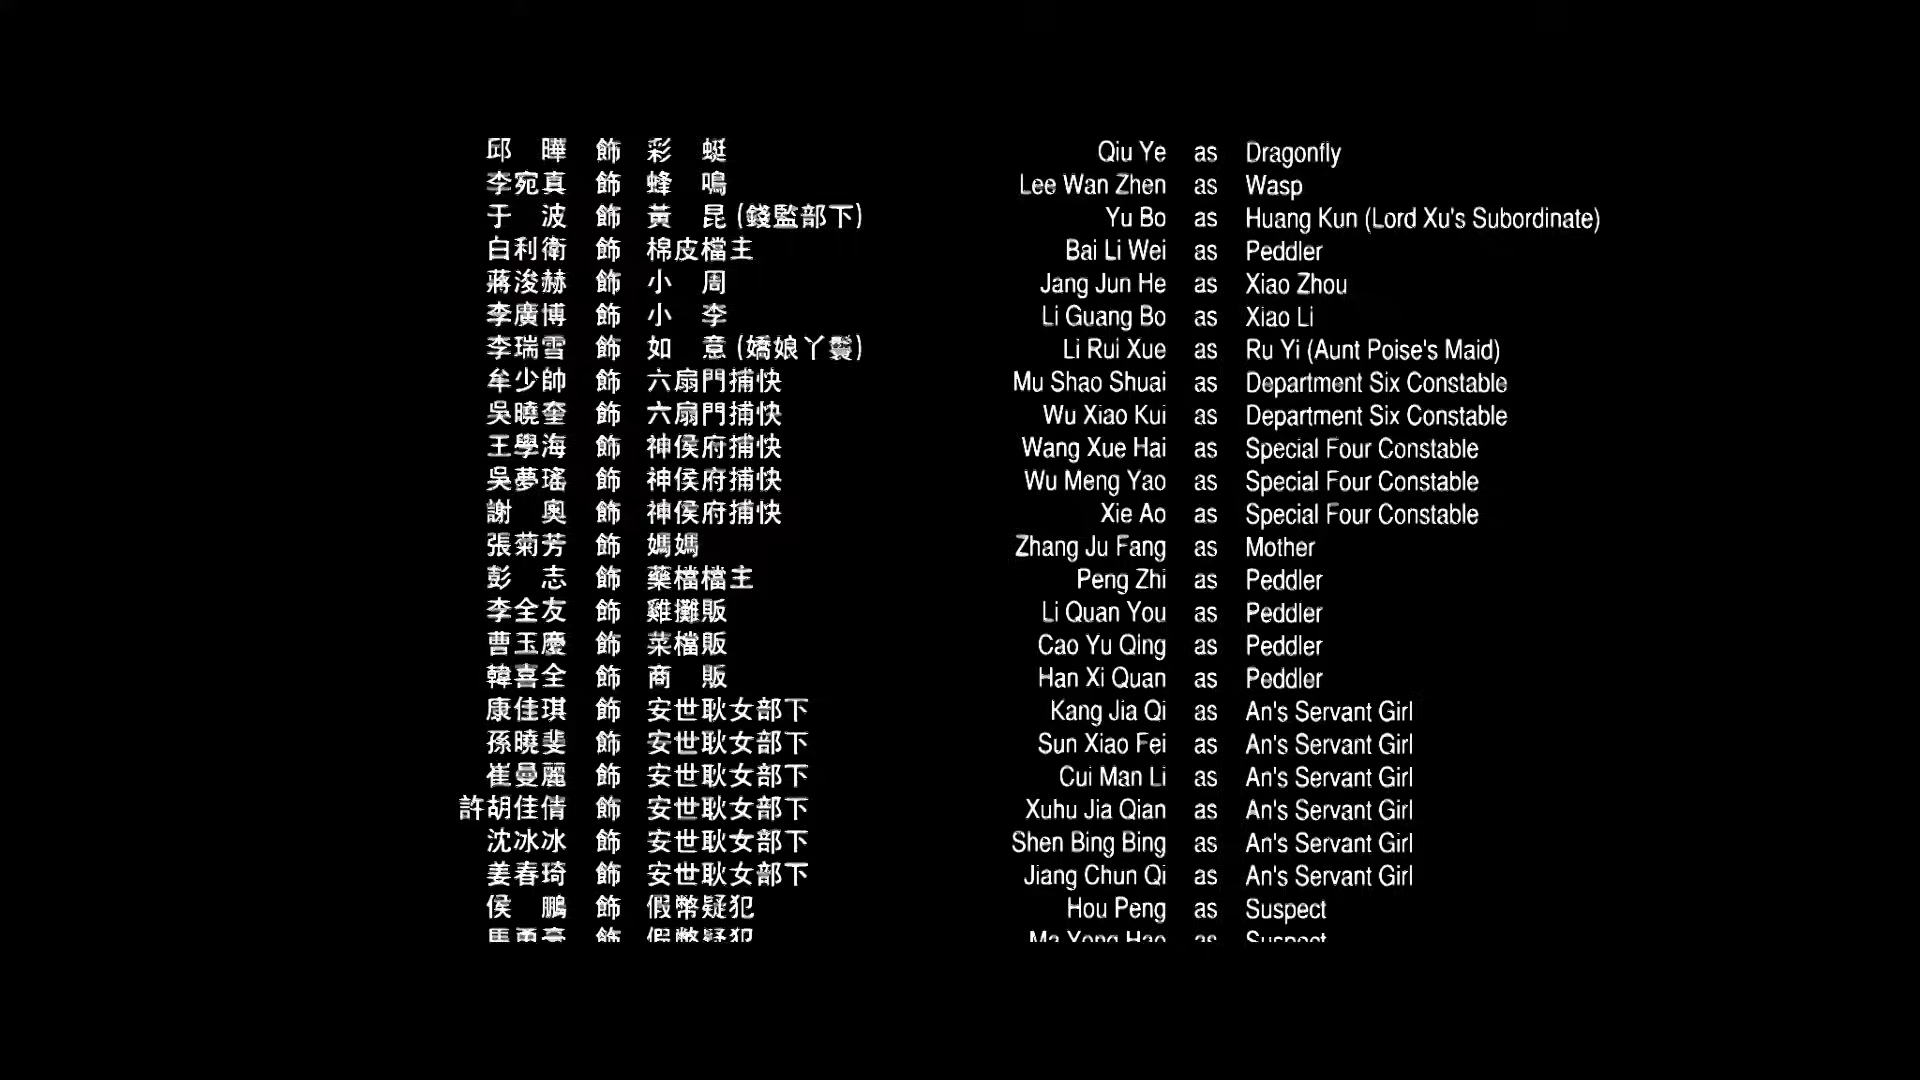 邱 曄 飾 彩 蜓 Qiu Ye as Dragonfly
李宛真 飾 蜂 鳴 Lee Wan Zhen as Wasp
于 波 飾 黃 昆 (錢監部下) Yu Bo as Huang Kun (Lord Xu's Subordinate)
白利衛 飾 棉皮檔主 Bai Li Wei as Peddler
蔣浚赫 飾 小 周 Jang Jun He as Xiao Zhou
李廣博 飾 小 李 Li Guang Bo as Xiao Li
李瑞雪 飾 如 意 (嬌娘丫鬟) Li Rui Xue as Ru Yi (Aunt Poise's Maid)
牟少帥 飾 六扇門捕快 Mu Shao Shuai as Department Six Constable
吳曉奎 飾 六扇門捕快 Wu Xiao Kui as Department Six Constable
王學海 飾 神侯府捕快 Wang Xue Hai as Special Four Constable
吳夢瑤 飾 神侯府捕快 Wu Meng Yao as Special Four Constable
謝 奧 飾 神侯府捕快 Xie Ao as Special Four Constable
張菊芳 飾 媽媽 Zhang Ju Fang as Mother
彭 志 飾 藥檔檔主 Peng Zhi as Peddler
李全友 飾 雞攤販 Li Quan You as Peddler
曹玉慶 飾 菜檔販 Cao Yu Qing as Peddler
韓喜全 飾 商 販 Han Xi Quan as Peddler
康佳琪 飾 安世耿女部下 Kang Jia Qi as An's Servant Girl
孫曉斐 飾 安世耿女部下 Sun Xiao Fei as An's Servant Girl
崔曼麗 飾 安世耿女部下 Cui Man Li as An's Servant Girl
許胡佳倩 飾 安世耿女部下 Xuhu Jia Qian as An's Servant Girl
沈冰冰 飾 安世耿女部下 Shen Bing Bing as An's Servant Girl
姜春琦 飾 安世耿女部下 Jiang Chun Qi as An's Servant Girl
侯 鵬 飾 假幣疑犯 Hou Peng as Suspect
馬勇豪 飾 假幣疑犯 Ma Yong Hao as Suspect